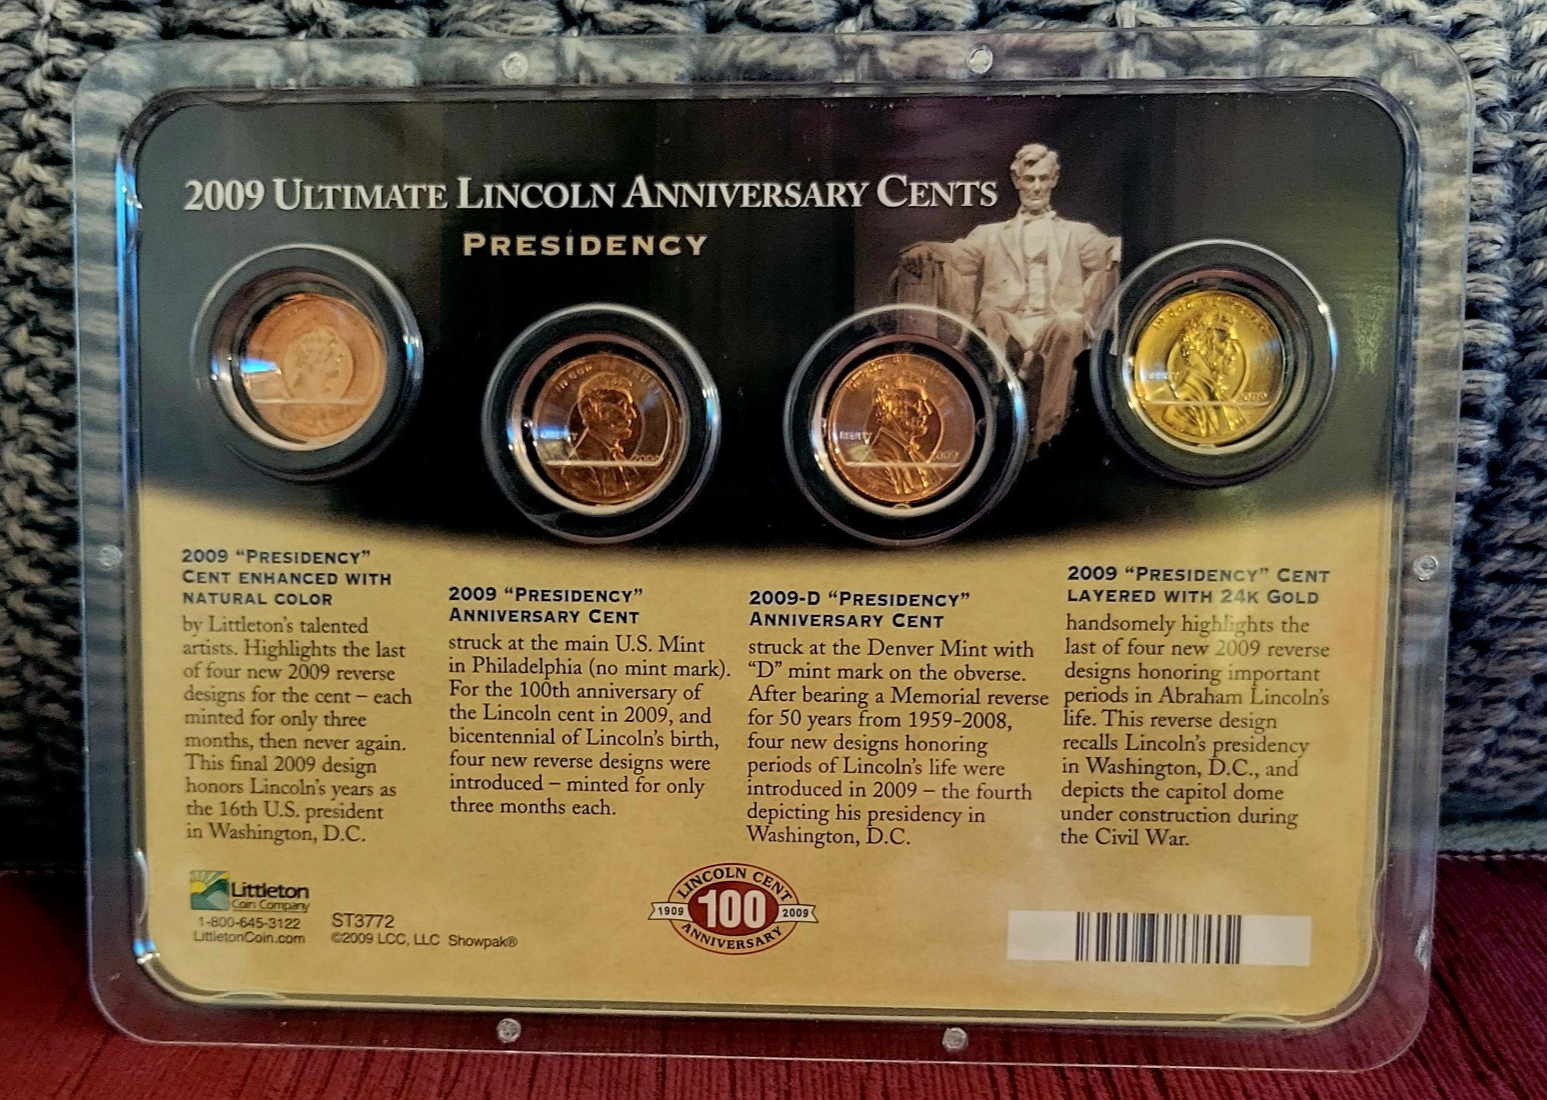 2009 ULTIMATE LINCOLN ANNIVERSARY CENTS
PRESIDENCY
2009 "PRESIDENCY"
CENT ENHANCED WITH
NATURAL COLOR
by Littleton's talented
artists. Highlights the last
of four new 2009 reverse
designs for the cent – each
minted for only three
months, then never again.
This final 2009 design
honors Lincoln's years as
the 16th U.S. president
in Washington, D.C.
2009 "PRESIDENCY"
ANNIVERSARY CENT
struck at the main U.S. Mint
in Philadelphia (no mint mark).
For the 100th anniversary of
the Lincoln cent in 2009, and
bicentennial of Lincoln's birth,
four new reverse designs were
introduced – minted for only
three months each.
2009-D "PRESIDENCY"
ANNIVERSARY CENT
struck at the Denver Mint with
"D" mint mark on the obverse.
After bearing a Memorial reverse
for 50 years from 1959–2008,
four new designs honoring
periods of Lincoln's life were
introduced in 2009 – the fourth
depicting his presidency in
Washington, D.C.
2009 "PRESIDENCY" CENT
LAYERED WITH 24K GOLD
handsomely highlights the
last of four new 2009 reverse
designs honoring important
periods in Abraham Lincoln's
life. This reverse design
recalls Lincoln's presidency
in Washington, D.C., and
depicts the capitol dome
under construction during
the Civil War.
Littleton
Coin Company
1-800-645-3122
LittletonCoin.com
ST3772
©2009 LCC, LLC Showpak®
LINCOLN CENT
1909 100 2009
ANNIVERSARY